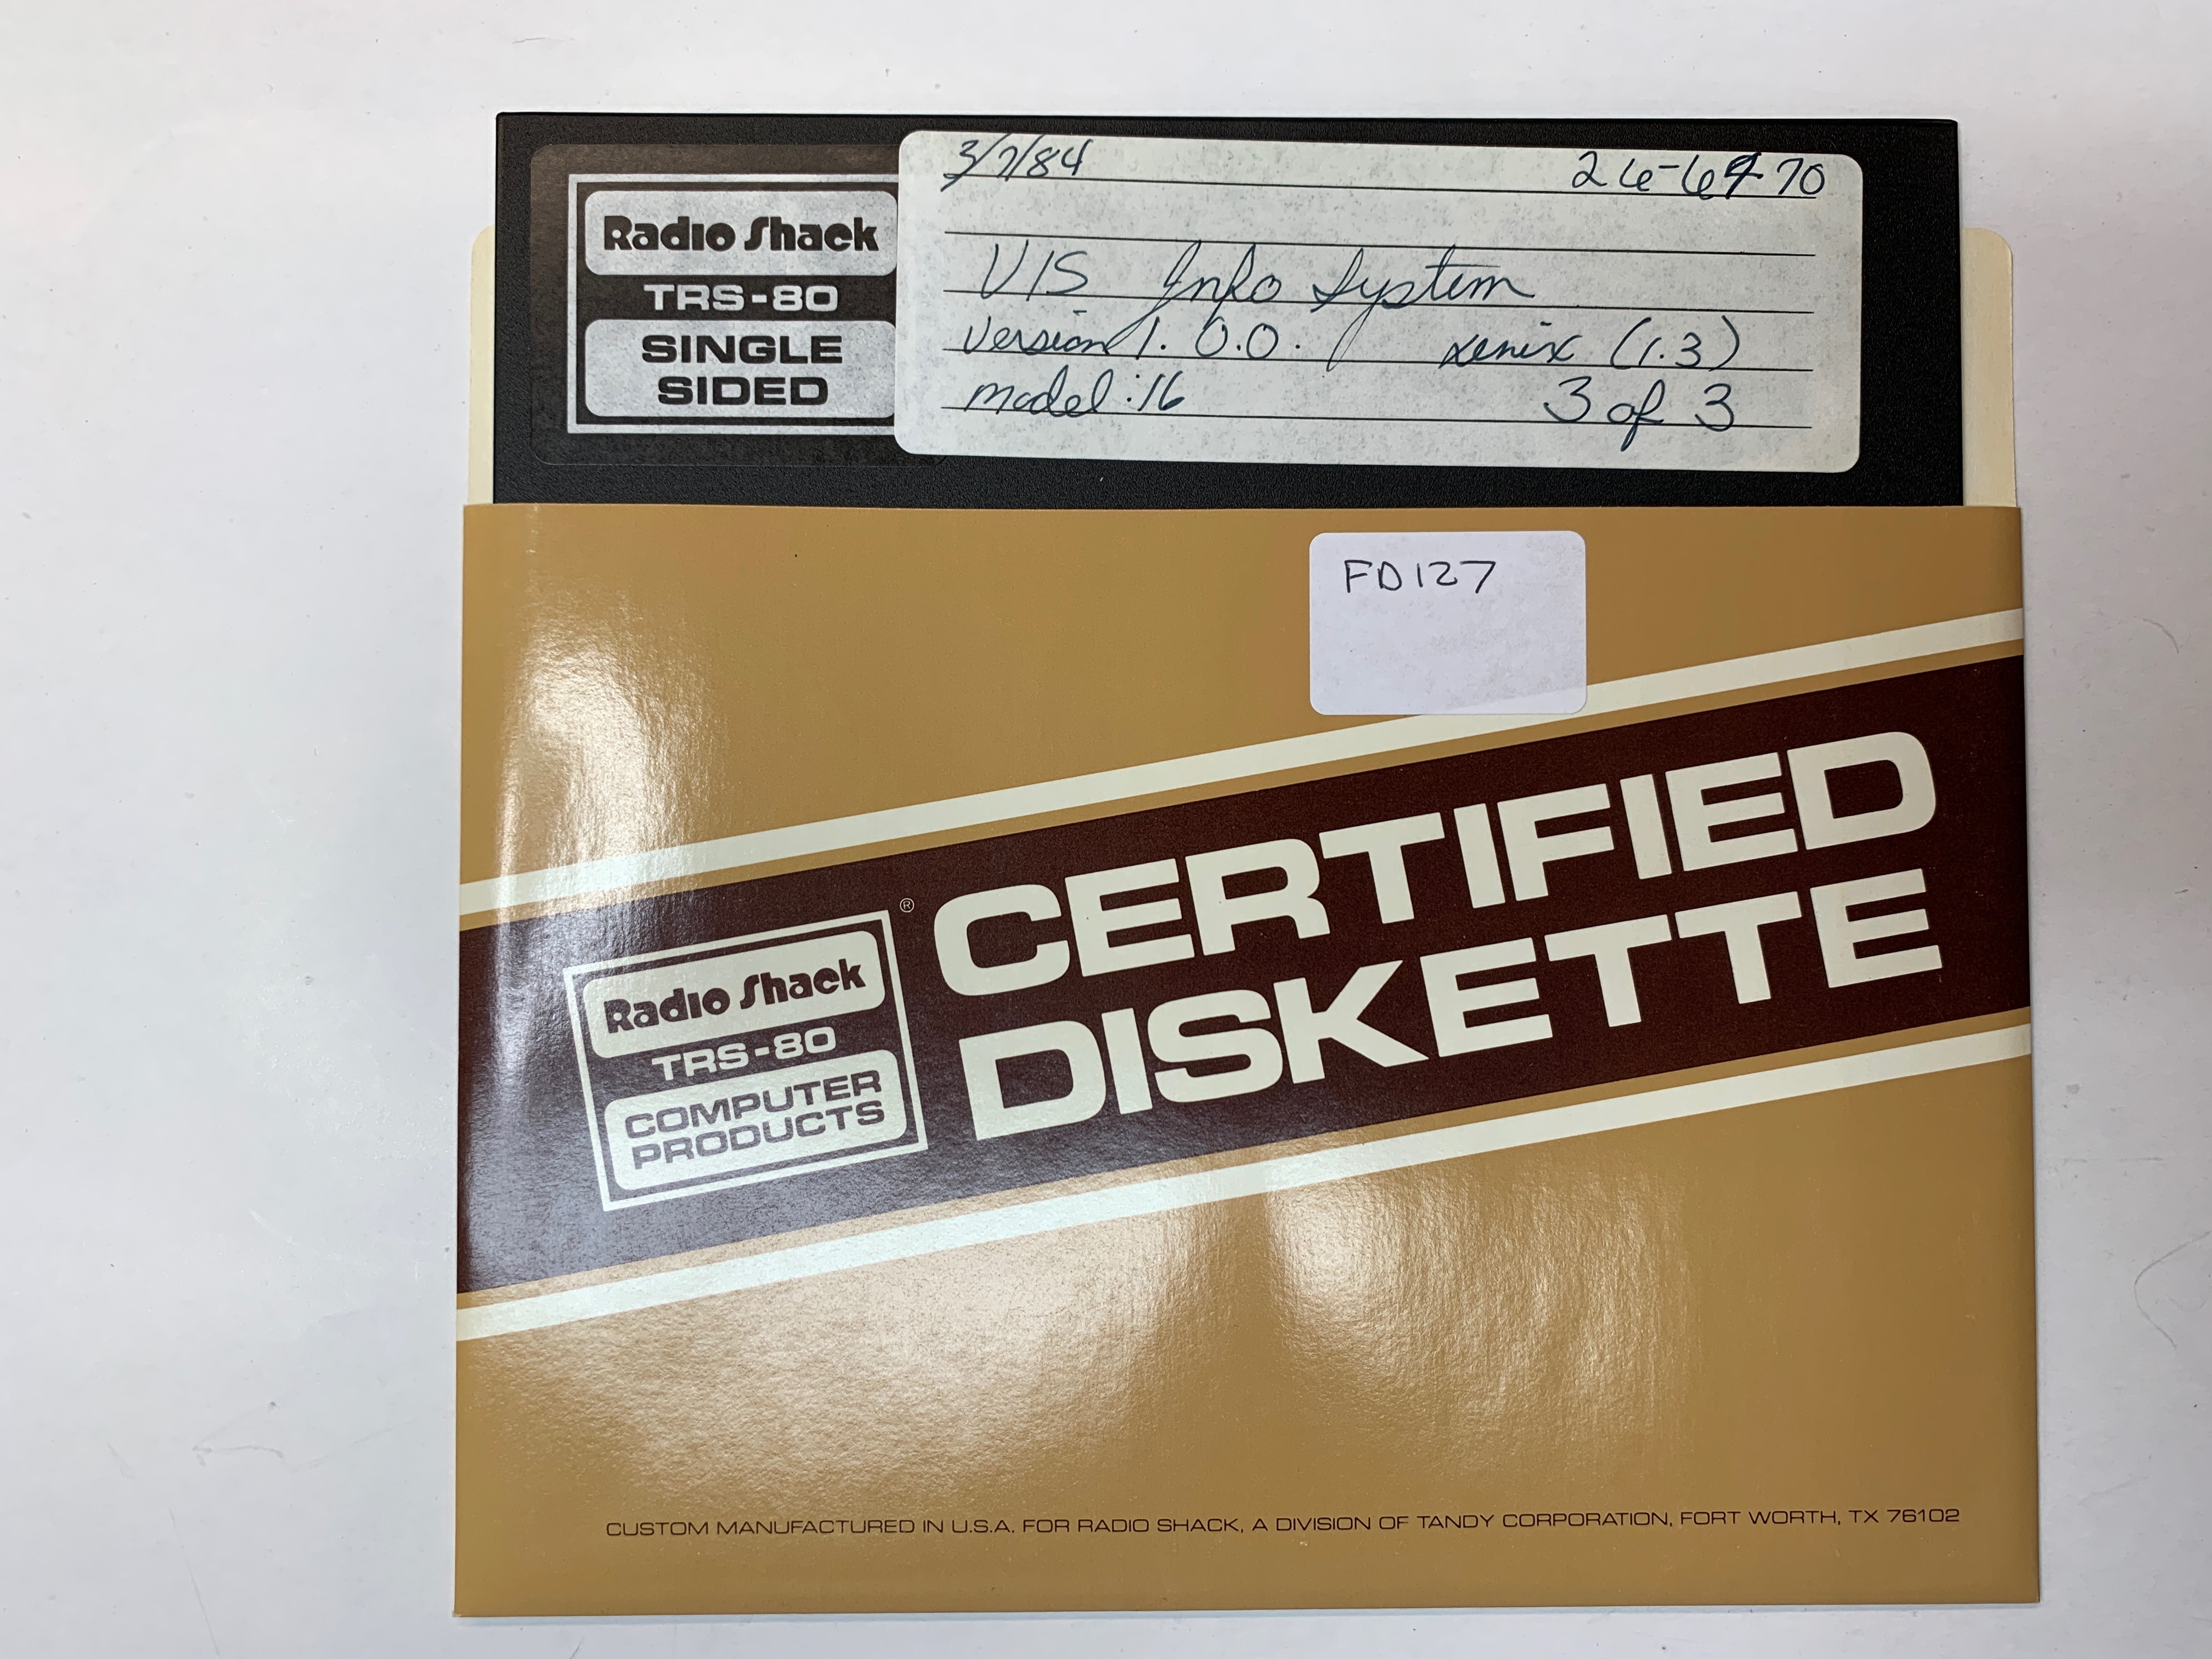 3/7/84 26-6470
Radio Shack
TRS-80
SINGLE
SIDED
VIS Info System
version 1.0.0. xenix (1.3)
model :16 3 of 3
FD127
CERTIFIED
DISKETTE
®
Radio Shack
TRS-80
COMPUTER
PRODUCTS
CUSTOM MANUFACTURED IN U.S.A. FOR RADIO SHACK, A DIVISION OF TANDY CORPORATION, FORT WORTH, TX 76102